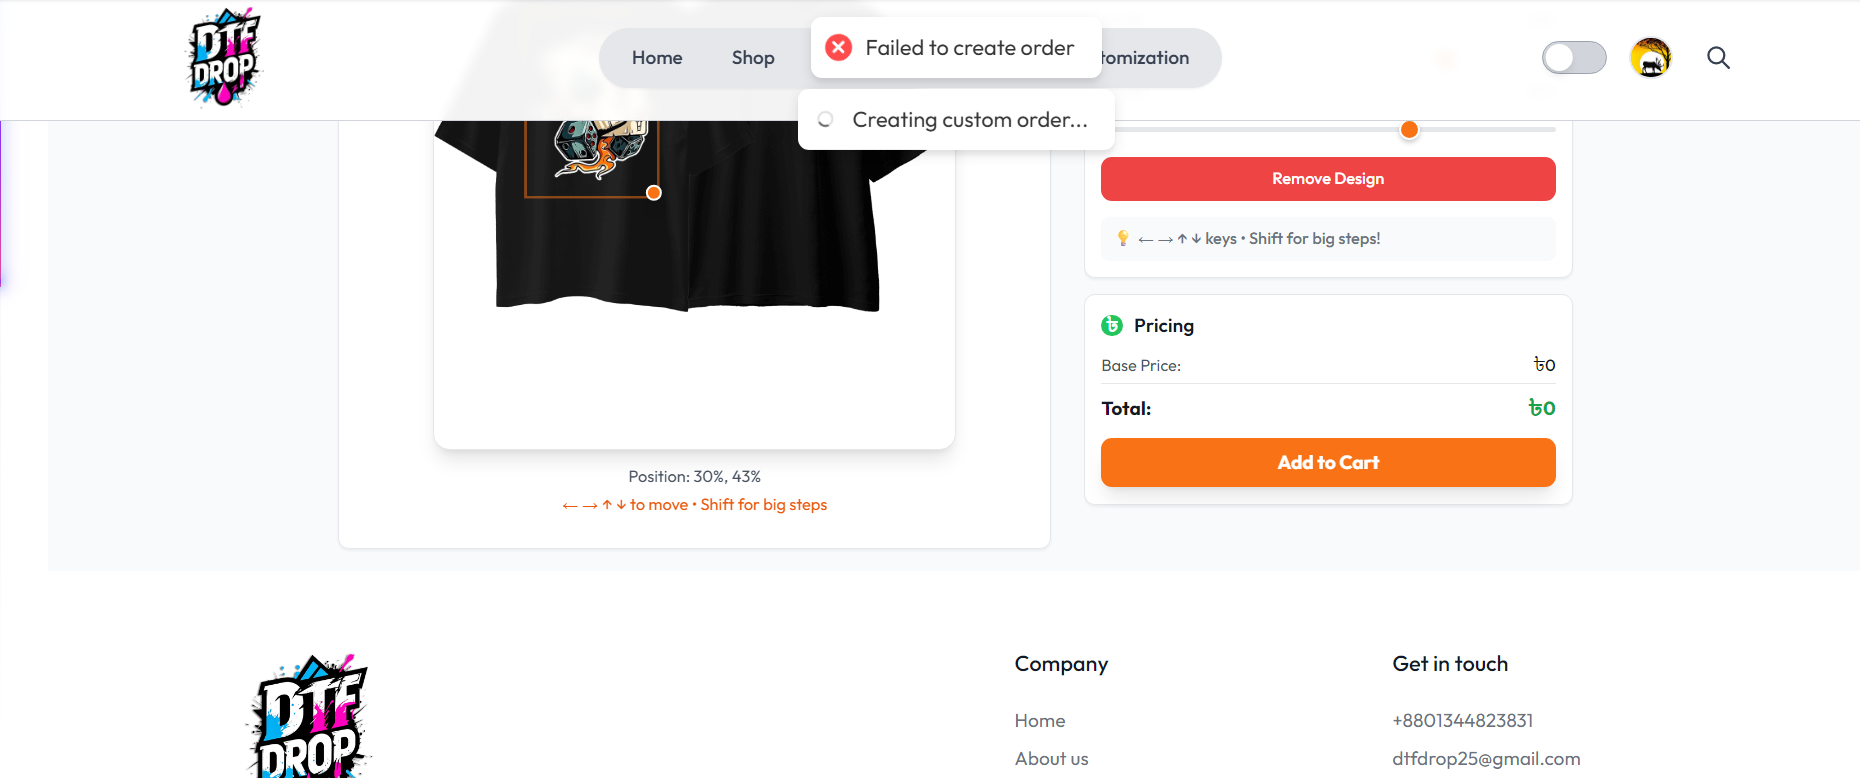 DTF
DROP
Home
Shop
Failed to create order
tomization
Creating custom order...
Remove Design
💡 ← → ↑ ↓ keys • Shift for big steps!
৳ Pricing
Base Price: ৳0
Total: ৳0
Add to Cart
Position: 30%, 43%
← → ↑ ↓ to move • Shift for big steps
DTF
DROP
Company
Get in touch
Home
+8801344823831
About us
dtfdrop25@gmail.com